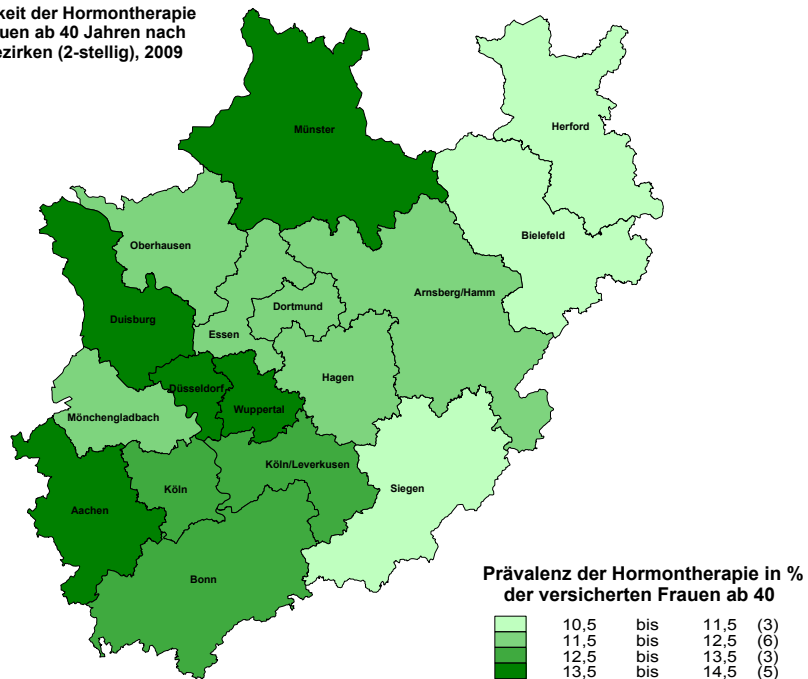 keit der Hormontherapie
uen ab 40 Jahren nach
ezirken (2-stellig), 2009
Münster
Herford
Bielefeld
Oberhausen
Arnsberg/Hamm
Dortmund
Duisburg
Essen
Hagen
Düsseldorf
Wuppertal
Mönchengladbach
Köln/Leverkusen
Köln
Siegen
Aachen
Bonn
Prävalenz der Hormontherapie in %
der versicherten Frauen ab 40
10,5 bis 11,5 (3)
11,5 bis 12,5 (6)
12,5 bis 13,5 (3)
13,5 bis 14,5 (5)